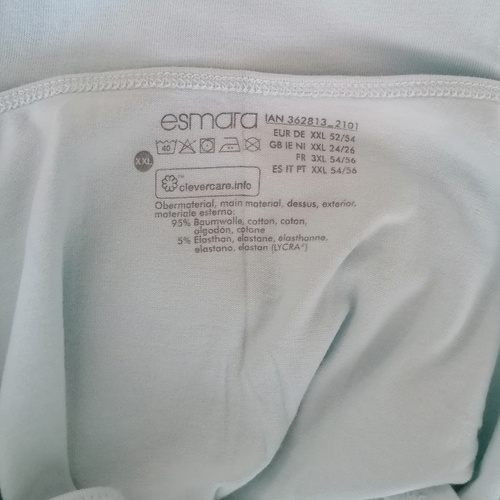 esmara IAN 362813_2101
EUR DE XXL 52/54
GB IE NI XXL 24/26
FR 3XL 54/56
ES IT PT XXL 54/56
40
XXL
clevercare.info
Obermaterial, main material, dessus, exterior,
materiale esterno:
95% Baumwolle, cotton, coton,
algodón, cotone
5% Elasthan, elastane, élasthanne,
elastano, elastan (LYCRA®)